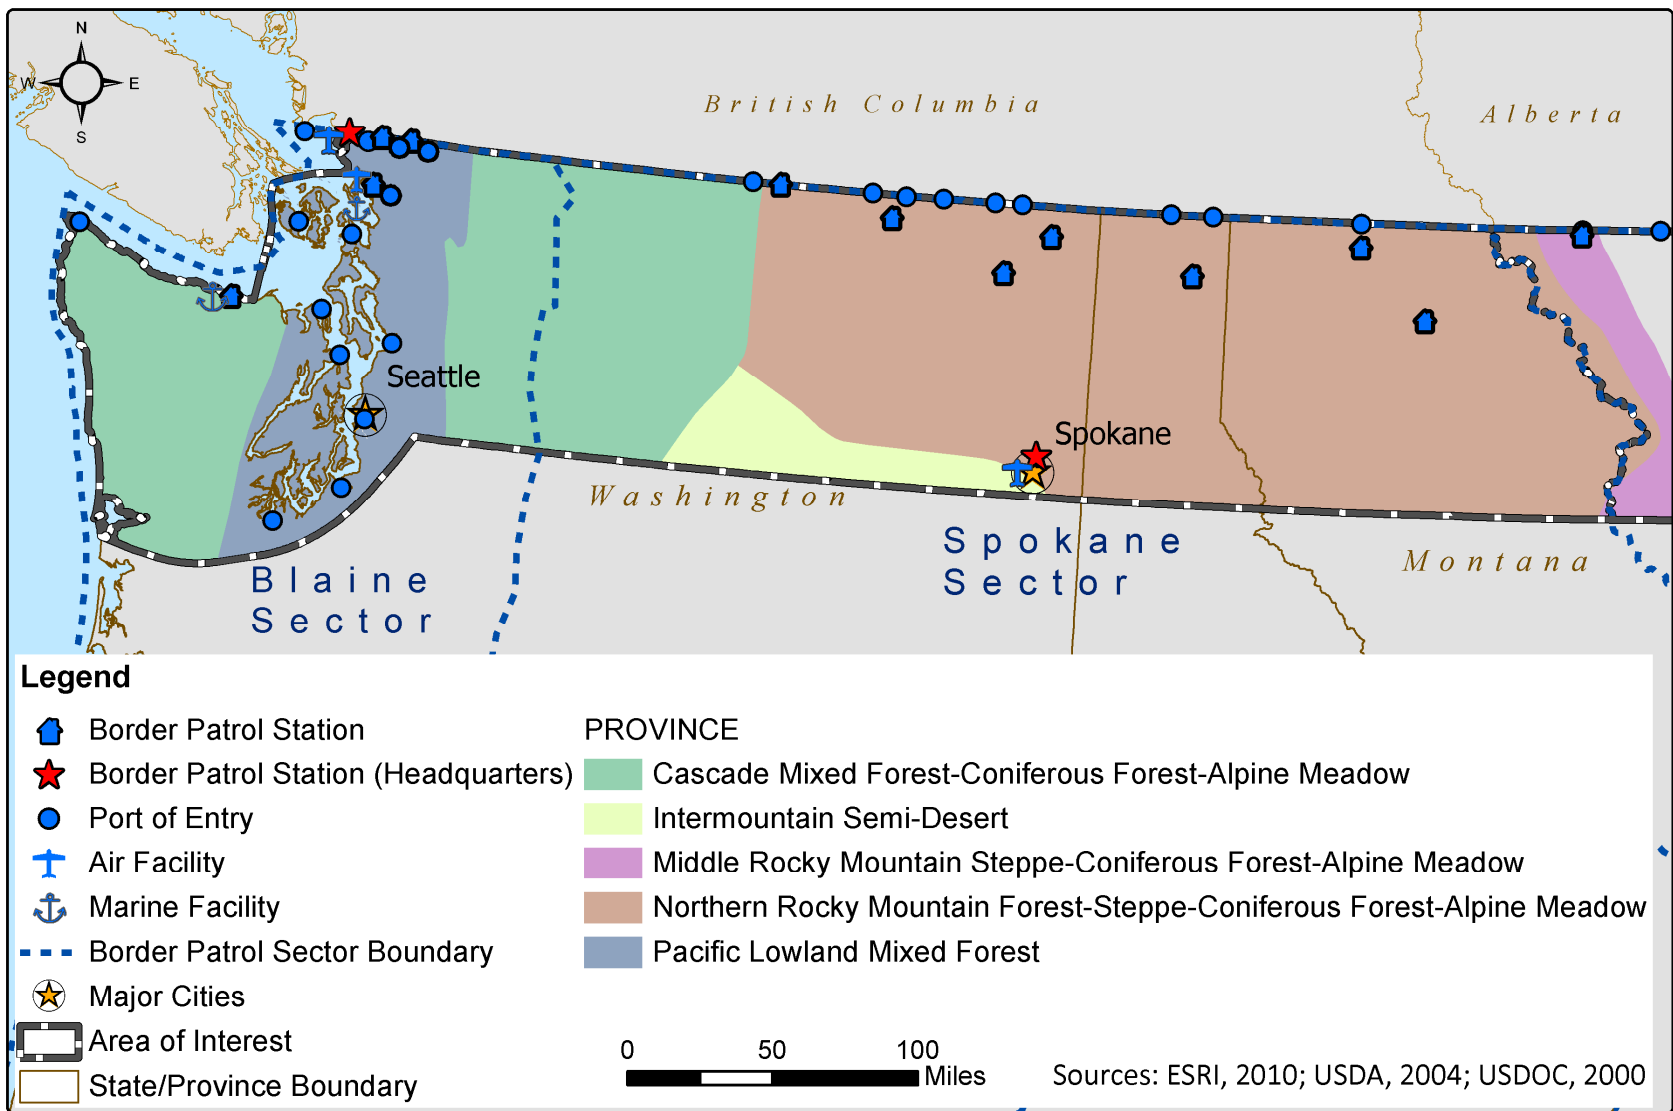 N
W E
S
British Columbia
Alberta
Seattle
Spokane
Washington
Spokane
Sector
Montana
Blaine
Sector
Legend
Border Patrol Station
Border Patrol Station (Headquarters)
Port of Entry
Air Facility
Marine Facility
Border Patrol Sector Boundary
Major Cities
Area of Interest
State/Province Boundary
PROVINCE
Cascade Mixed Forest-Coniferous Forest-Alpine Meadow
Intermountain Semi-Desert
Middle Rocky Mountain Steppe-Coniferous Forest-Alpine Meadow
Northern Rocky Mountain Forest-Steppe-Coniferous Forest-Alpine Meadow
Pacific Lowland Mixed Forest
0 50 100
Miles
Sources: ESRI, 2010; USDA, 2004; USDOC, 2000